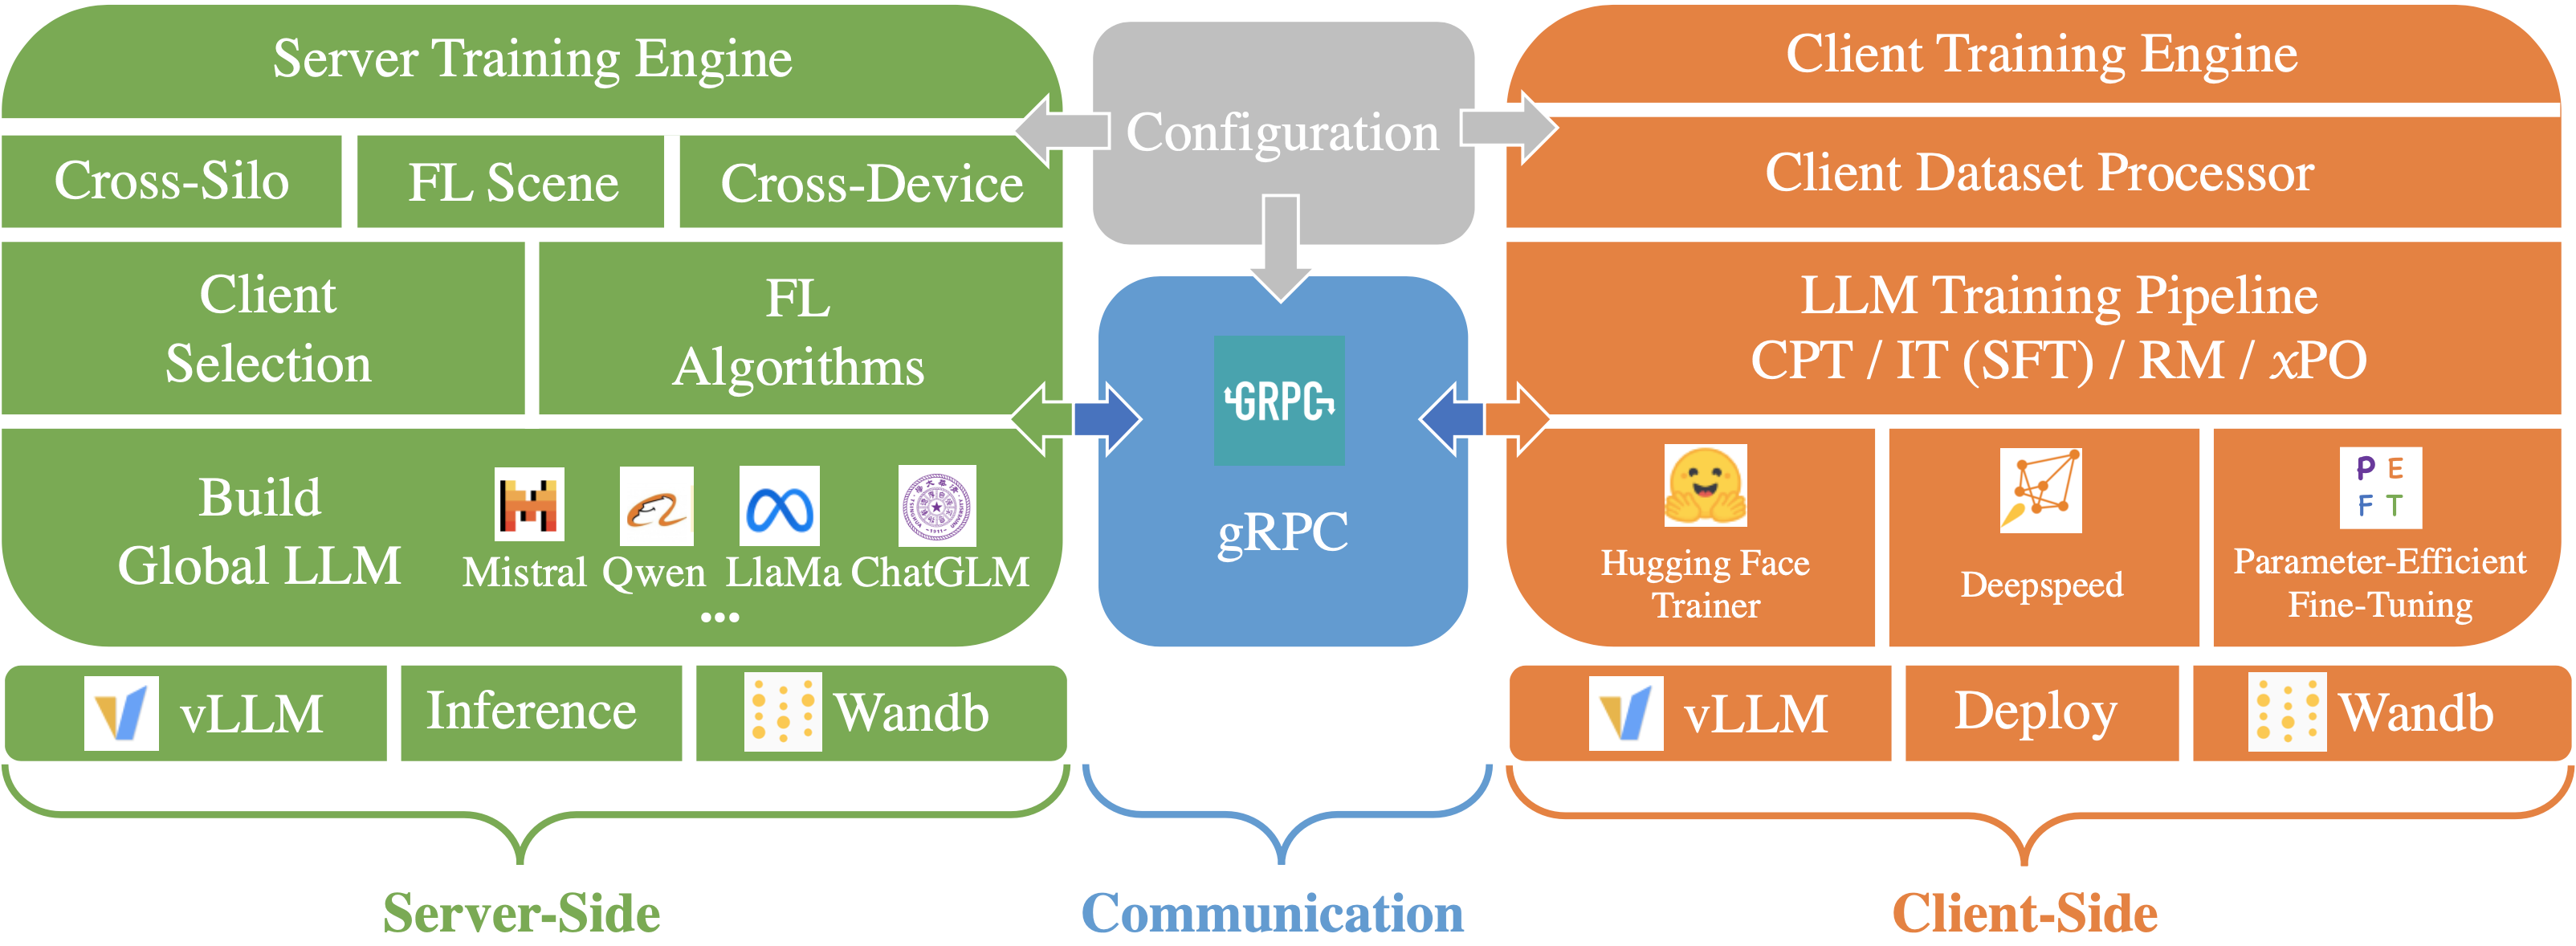 Server Training Engine
Cross-Silo
FL Scene
Cross-Device
Client
Selection
FL
Algorithms
Build
Global LLM
Mistral
Qwen
LlaMa
ChatGLM
...
vLLM
Inference
Wandb
Server-Side
Configuration
GRPC
gRPC
Communication
Client Training Engine
Client Dataset Processor
LLM Training Pipeline
CPT / IT (SFT) / RM / xPO
Hugging Face
Trainer
Deepspeed
P E
F T
Parameter-Efficient
Fine-Tuning
vLLM
Deploy
Wandb
Client-Side